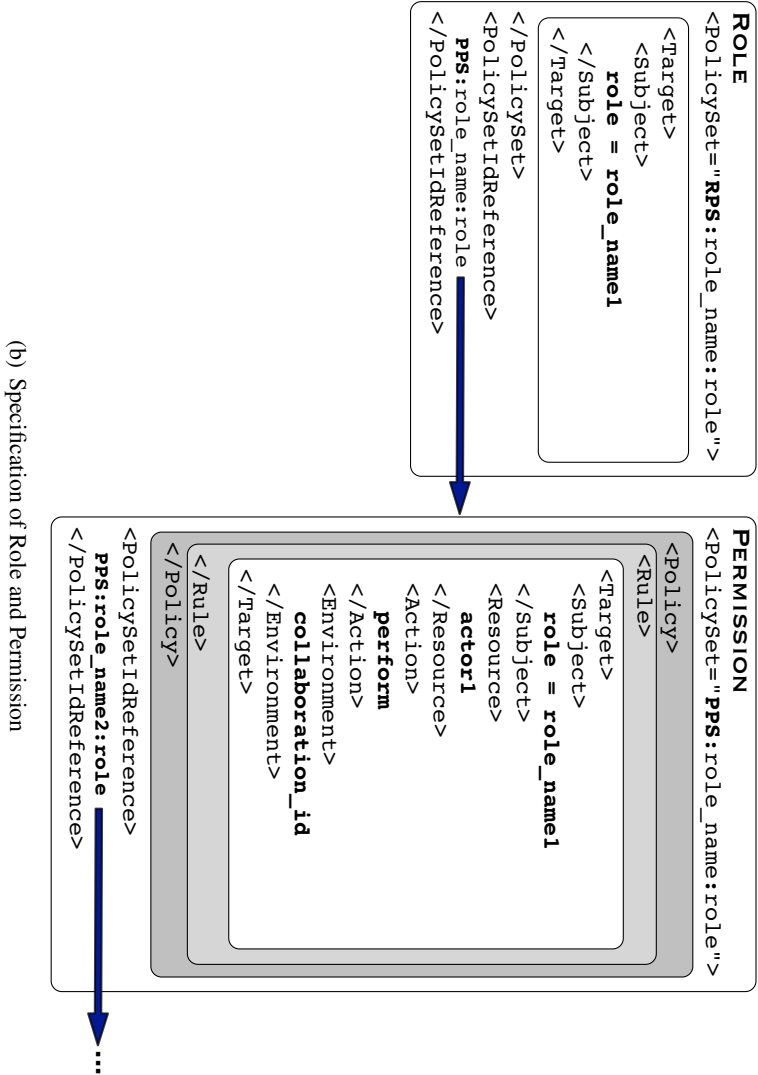 ROLE
<PolicySet="RPS:role_name:role">
<Target>
<Subject>
role = role_name1
</Subject>
</Target>
</PolicySet>
<PolicySetIdReference>
PPS:role_name:role
</PolicySetIdReference>
PERMISSION
<PolicySet="PPS:role_name:role">
<Policy>
<Rule>
<Target>
<Subject>
role = role_name1
</Subject>
<Resource>
actor1
</Resource>
<Action>
perform
</Action>
<Environment>
collaboration_id
</Environment>
</Target>
</Rule>
</Policy>
<PolicySetIdReference>
PPS:role_name2:role
</PolicySetIdReference>
...
(b) Specification of Role and Permission